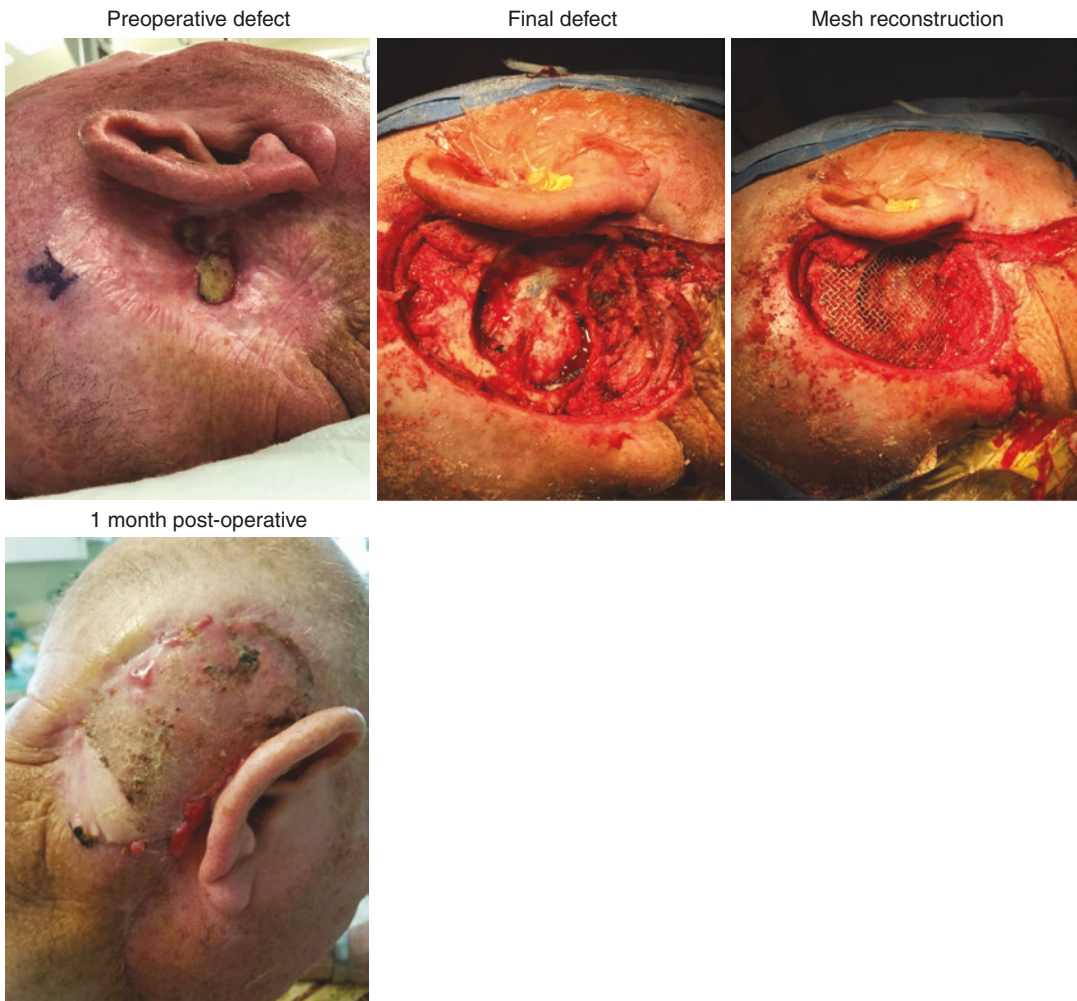 Preoperative defect
Final defect
Mesh reconstruction
1 month post-operative